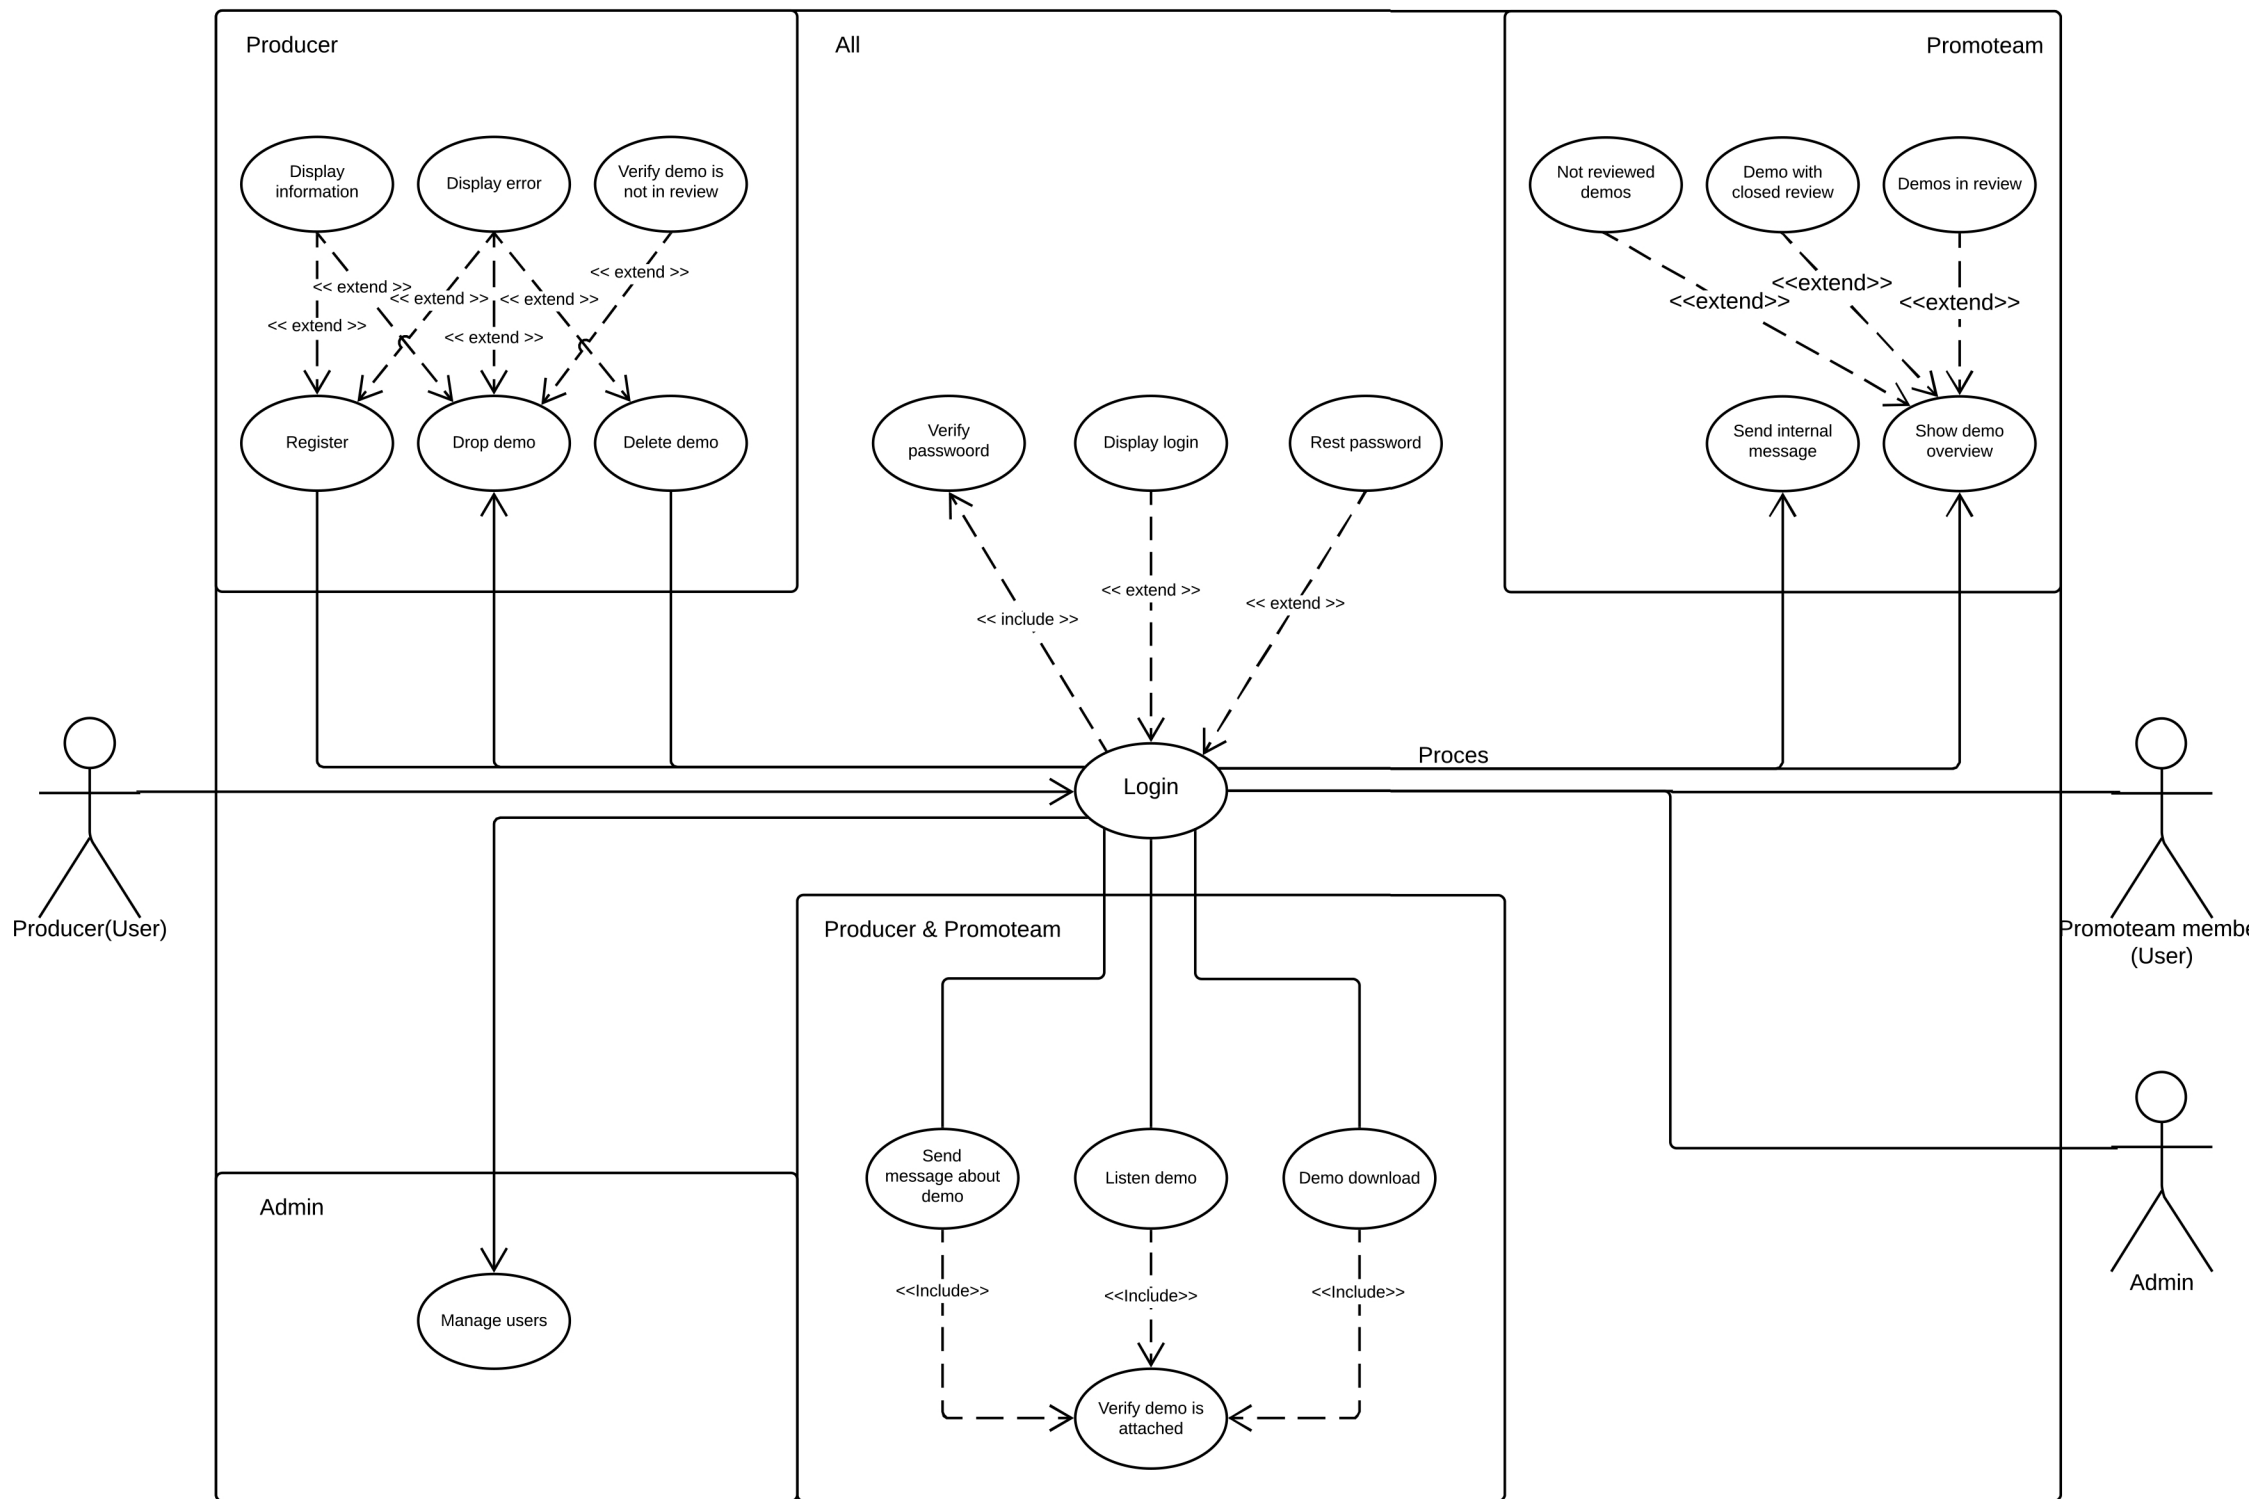 Producer
All
Promoteam
Display
information
Display error
Verify demo is
not in review
Not reviewed
demos
Demo with
closed review
Demos in review
<< extend >>
<< extend >>
<< extend >>
<< extend >>
<< extend >>
<< extend >>
<<extend>>
<<extend>>
<<extend>>
Register
Drop demo
Delete demo
Verify
passwoord
Display login
Rest password
Send internal
message
Show demo
overview
<< include >>
<< extend >>
<< extend >>
Proces
Login
Producer(User)
Promoteam membe
(User)
Producer & Promoteam
Send
message about
demo
Listen demo
Demo download
Admin
Admin
<<Include>>
<<Include>>
<<Include>>
Manage users
Verify demo is
attached